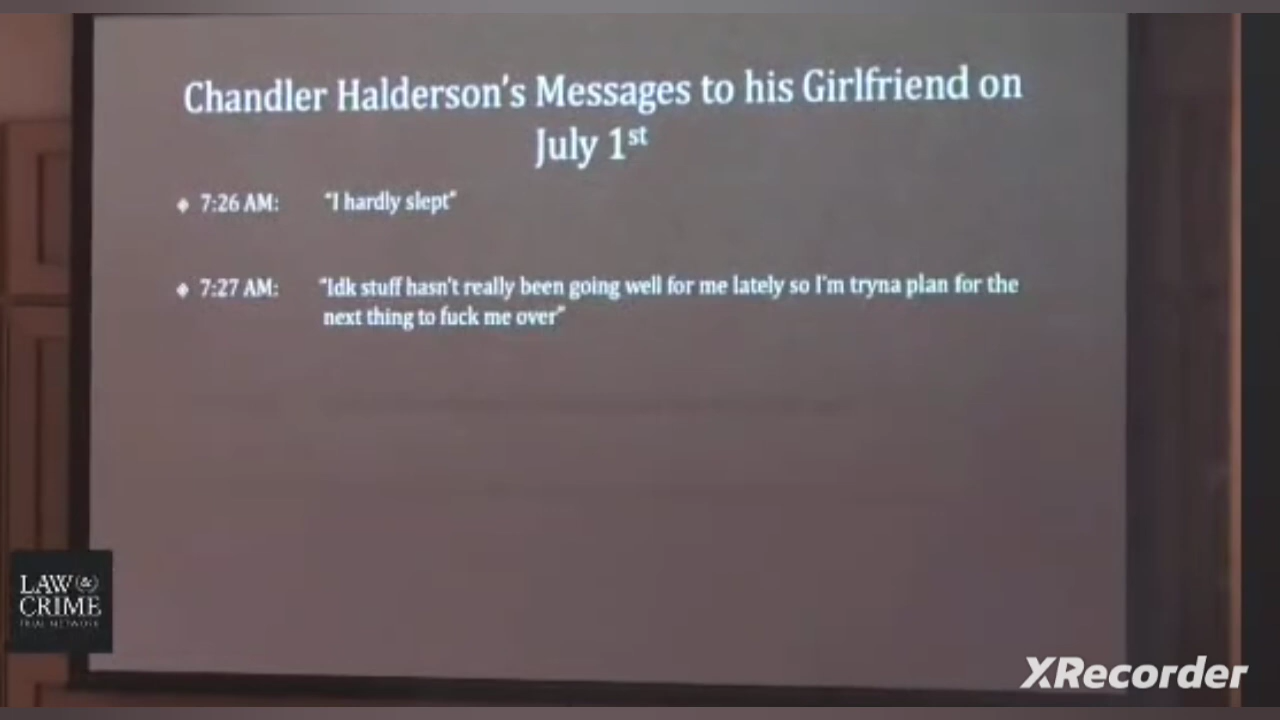 Chandler Halderson's Messages to his Girlfriend on
July 1st
7:26 AM: "I hardly slept"
7:27 AM: "Idk stuff hasn't really been going well for me lately so I'm tryna plan for the
next thing to fuck me over"
LAW &
CRIME
TRIAL NETWORK
XRecorder